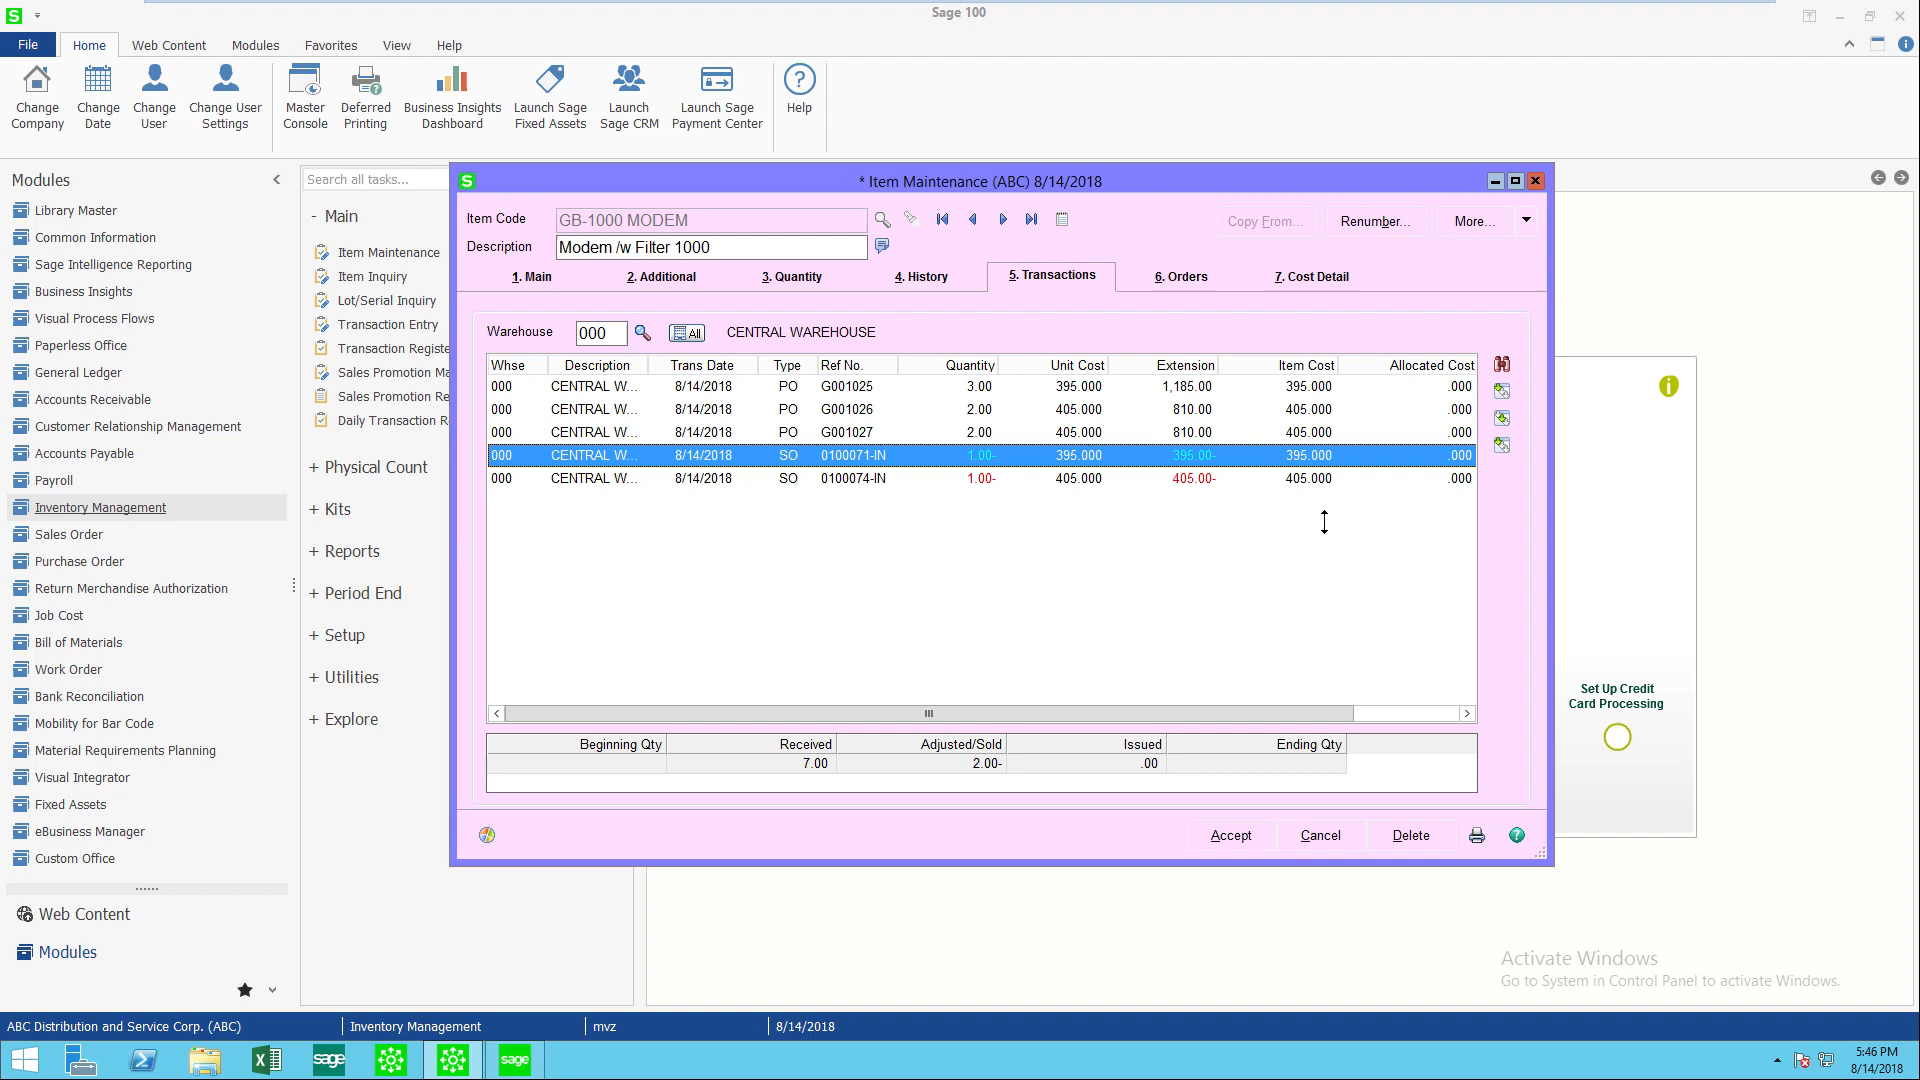 Sage 100
File Home Web Content Modules Favorites View Help
Change Company
Change Date
Change User
Change User Settings
Master Console
Deferred Printing
Business Insights Dashboard
Launch Sage Fixed Assets
Launch Sage CRM
Launch Sage Payment Center
Help
Modules
Library Master
Common Information
Sage Intelligence Reporting
Business Insights
Visual Process Flows
Paperless Office
General Ledger
Accounts Receivable
Customer Relationship Management
Accounts Payable
Payroll
Inventory Management
Sales Order
Purchase Order
Return Merchandise Authorization
Job Cost
Bill of Materials
Work Order
Bank Reconciliation
Mobility for Bar Code
Material Requirements Planning
Visual Integrator
Fixed Assets
eBusiness Manager
Custom Office
Web Content
Modules
Search all tasks...
- Main
Item Maintenance
Item Inquiry
Lot/Serial Inquiry
Transaction Entry
Transaction Registe
Sales Promotion Ma
Sales Promotion Re
Daily Transaction R
+ Physical Count
+ Kits
+ Reports
+ Period End
+ Setup
+ Utilities
+ Explore
* Item Maintenance (ABC) 8/14/2018
Item Code GB-1000 MODEM Copy From... Renumber... More...
Description Modem /w Filter 1000
1. Main 2. Additional 3. Quantity 4. History 5. Transactions 6. Orders 7. Cost Detail
Warehouse 000 All CENTRAL WAREHOUSE
Whse Description Trans Date Type Ref No. Quantity Unit Cost Extension Item Cost Allocated Cost
000 CENTRAL W... 8/14/2018 PO G001025 3.00 395.000 1,185.00 395.000 .000
000 CENTRAL W... 8/14/2018 PO G001026 2.00 405.000 810.00 405.000 .000
000 CENTRAL W... 8/14/2018 PO G001027 2.00 405.000 810.00 405.000 .000
000 CENTRAL W... 8/14/2018 SO 0100071-IN 1.00- 395.000 395.00- 395.000 .000
000 CENTRAL W... 8/14/2018 SO 0100074-IN 1.00- 405.000 405.00- 405.000 .000
Beginning Qty Received Adjusted/Sold Issued Ending Qty
7.00 2.00- .00
Accept Cancel Delete
Set Up Credit
Card Processing
Activate Windows
Go to System in Control Panel to activate Windows.
ABC Distribution and Service Corp. (ABC) Inventory Management mvz 8/14/2018
sage sage
5:46 PM
8/14/2018